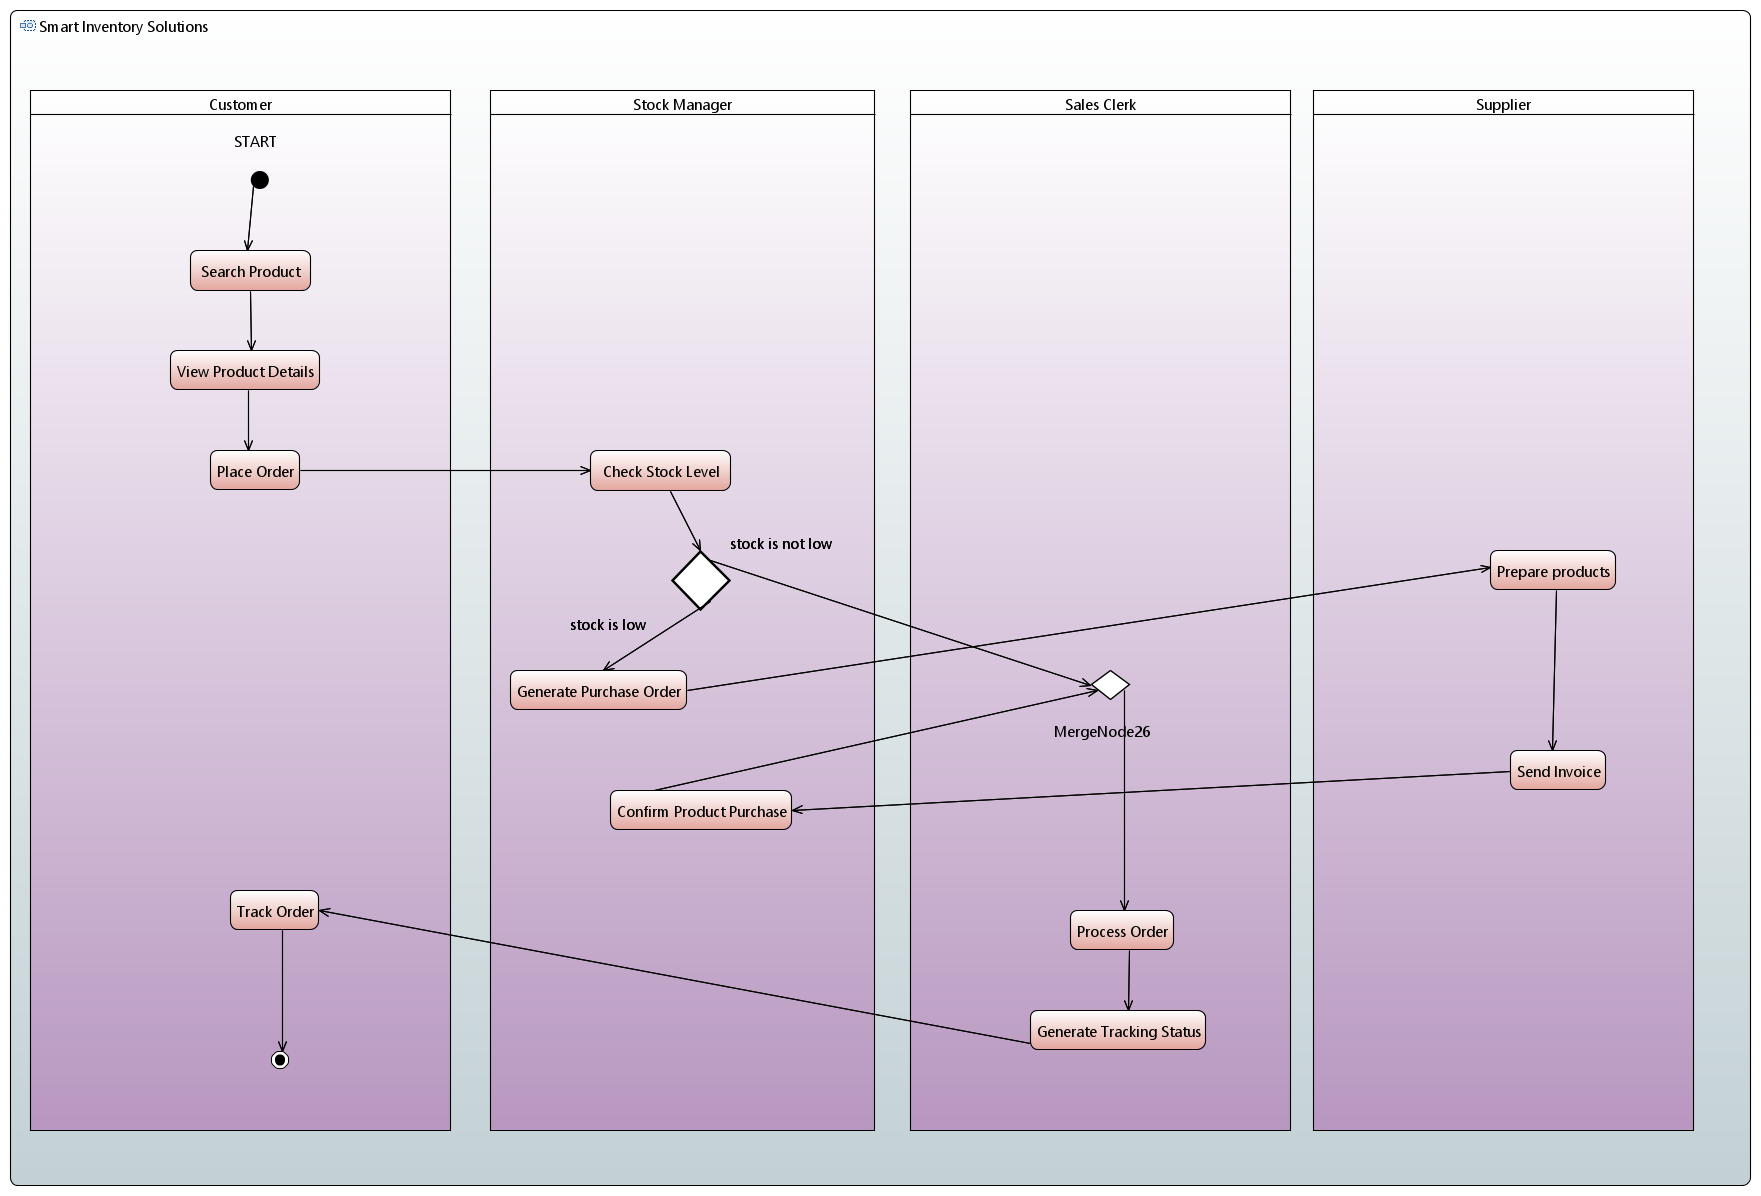 Smart Inventory Solutions
Customer
Stock Manager
Sales Clerk
Supplier
START
Search Product
View Product Details
Place Order
Check Stock Level
stock is not low
Prepare products
stock is low
Generate Purchase Order
MergeNode26
Send Invoice
Confirm Product Purchase
Track Order
Process Order
Generate Tracking Status